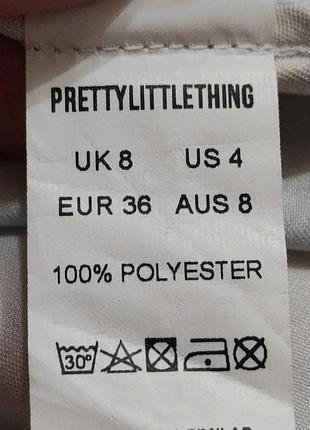 PRETTYLITTLETHING
UK 8 US 4
EUR 36 AUS 8
100% POLYESTER
30°